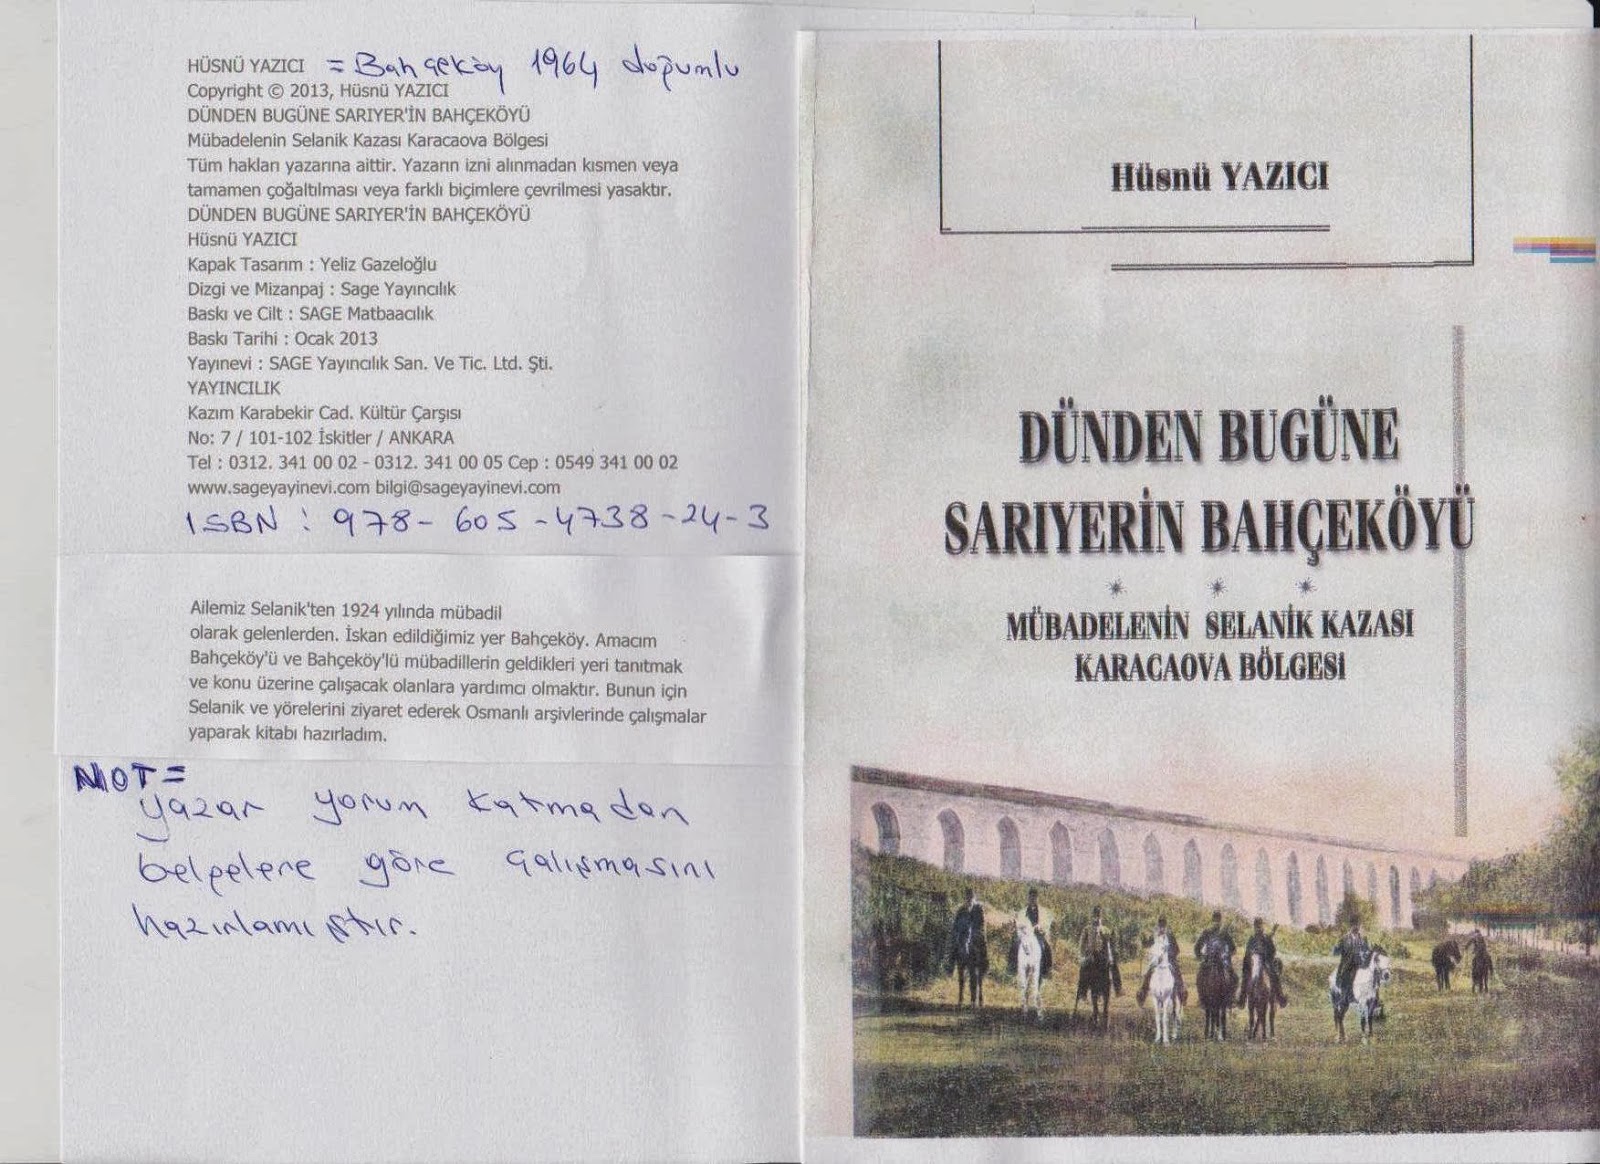 HÜSNÜ YAZICI = Bahçeköy 1964 doğumlu
Copyright © 2013, Hüsnü YAZICI
DÜNDEN BUGÜNE SARIYER'İN BAHÇEKÖYÜ
Mübadelenin Selanik Kazası Karacaova Bölgesi
Tüm hakları yazarına aittir. Yazarın izni alınmadan kısmen veya
tamamen çoğaltılması veya farklı biçimlere çevrilmesi yasaktır.
DÜNDEN BUGÜNE SARIYER'İN BAHÇEKÖYÜ
Hüsnü YAZICI
Kapak Tasarım : Yeliz Gazeloğlu
Dizgi ve Mizanpaj : Sage Yayıncılık
Baskı ve Cilt : SAGE Matbaacılık
Baskı Tarihi : Ocak 2013
Yayınevi : SAGE Yayıncılık San. Ve Tic. Ltd. Şti.
YAYINCILIK
Kazım Karabekir Cad. Kültür Çarşısı
No: 7 / 101-102 İskitler / ANKARA
Tel : 0312. 341 00 02 - 0312. 341 00 05 Cep : 0549 341 00 02
www.sageyayinevi.com bilgi@sageyayinevi.com
ISBN : 978-605-4738-24-3
Ailemiz Selanik'ten 1924 yılında mübadil
olarak gelenlerden. İskan edildiğimiz yer Bahçeköy. Amacım
Bahçeköy'ü ve Bahçeköy'lü mübadillerin geldikleri yeri tanıtmak
ve konu üzerine çalışacak olanlara yardımcı olmaktır. Bunun için
Selanik ve yörelerini ziyaret ederek Osmanlı arşivlerinde çalışmalar
yaparak kitabı hazırladım.
NOT=
yazar yorum katmadan
belgelere göre çalışmasını
hazırlamıştır.
Hüsnü YAZICI
DÜNDEN BUGÜNE
SARIYERİN BAHÇEKÖYÜ
* * *
MÜBADELENİN SELANİK KAZASI
KARACAOVA BÖLGESİ